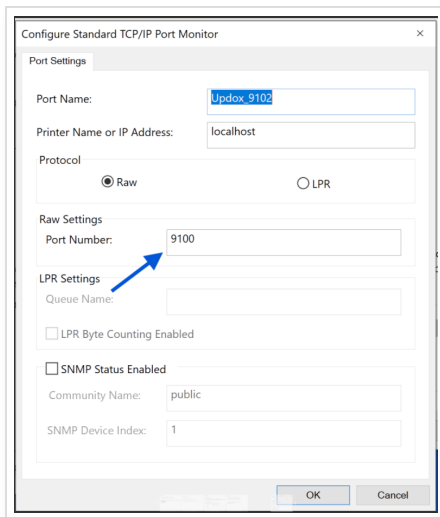 Configure Standard TCP/IP Port Monitor
Port Settings
Port Name: Updox_9102
Printer Name or IP Address: localhost
Protocol
Raw LPR
Raw Settings
Port Number: 9100
LPR Settings
Queue Name:
LPR Byte Counting Enabled
SNMP Status Enabled
Community Name: public
SNMP Device Index: 1
OK Cancel